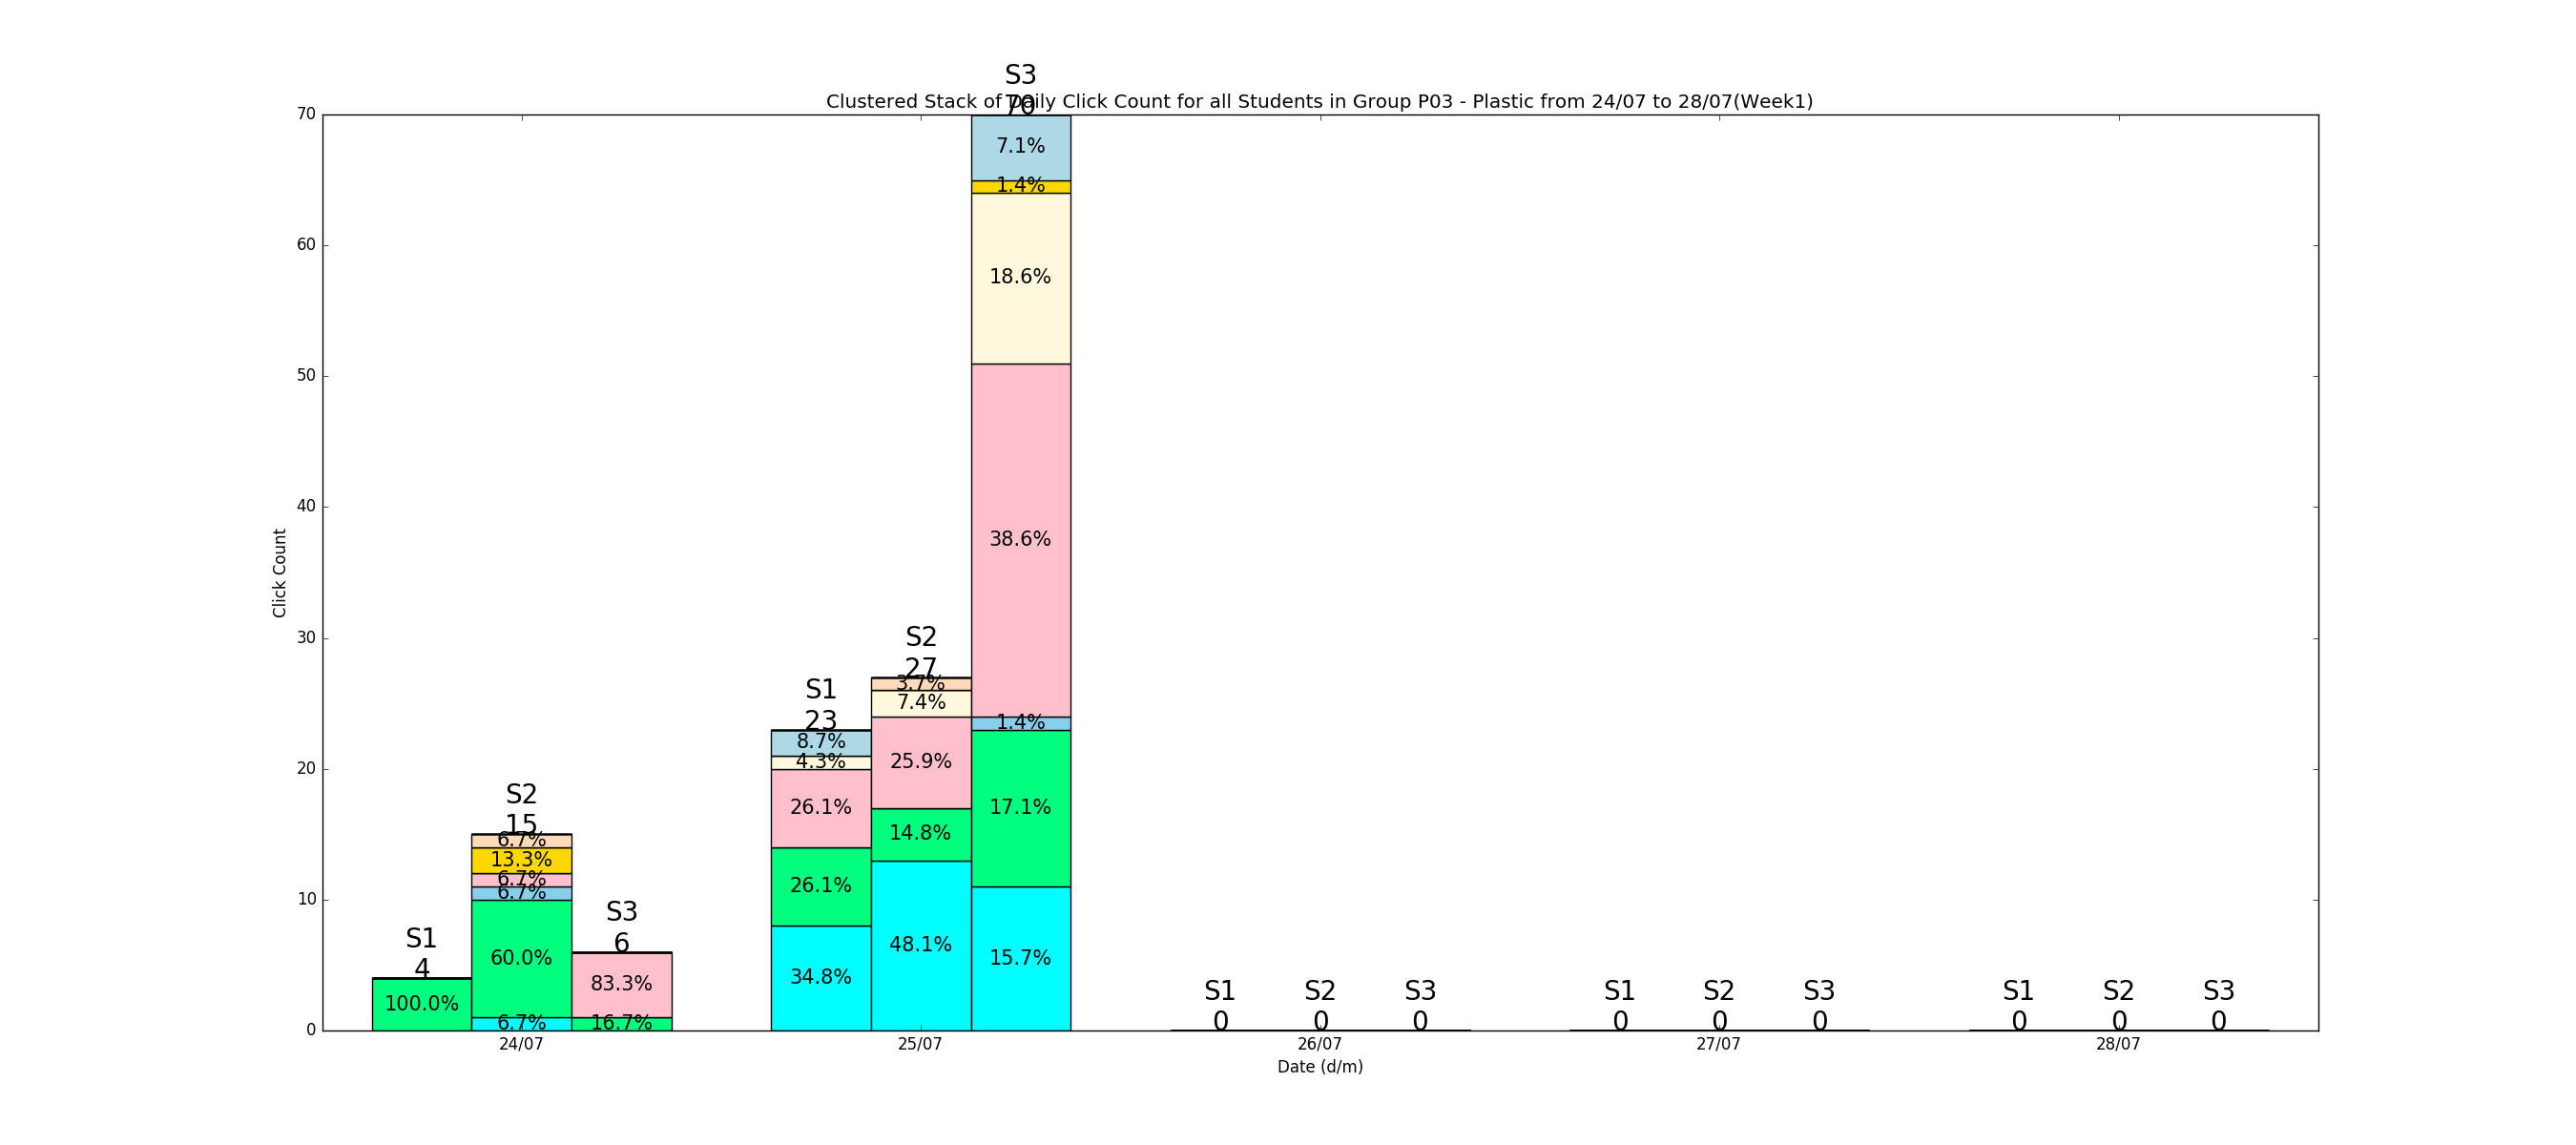 S3
70
Clustered Stack of Daily Click Count for all Students in Group P03 - Plastic from 24/07 to 28/07(Week1)
70
60
50
40
30
20
10
0
Click Count
S1
4
100.0%
S2
15
6.7%
13.3%
6.7%
6.7%
60.0%
6.7%
S3
6
83.3%
16.7%
S1
23
8.7%
4.3%
26.1%
26.1%
34.8%
S2
27
3.7%
7.4%
25.9%
14.8%
48.1%
7.1%
1.4%
18.6%
38.6%
1.4%
17.1%
15.7%
S1 S2 S3
0 0 0
S1 S2 S3
0 0 0
S1 S2 S3
0 0 0
24/07 25/07 26/07 27/07 28/07
Date (d/m)